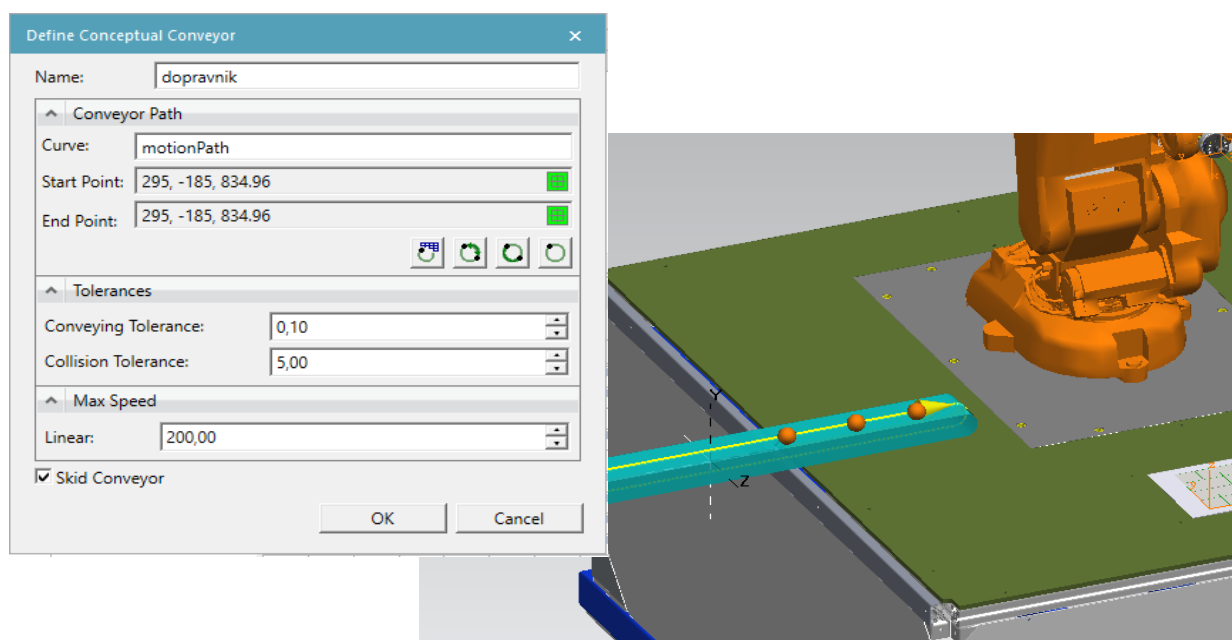 Define Conceptual Conveyor
Name: dopravnik
Conveyor Path
Curve: motionPath
Start Point: 295, -185, 834.96
End Point: 295, -185, 834.96
Tolerances
Conveying Tolerance: 0,10
Collision Tolerance: 5,00
Max Speed
Linear: 200,00
Skid Conveyor
OK Cancel
Y
Z